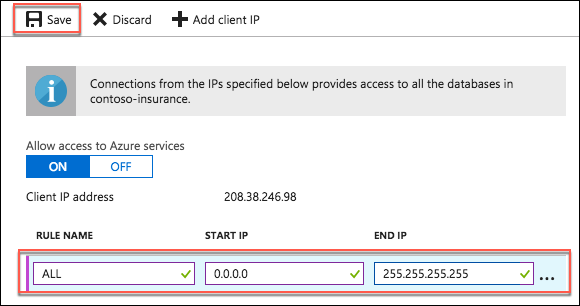 Save Discard Add client IP
Connections from the IPs specified below provides access to all the databases in
contoso-insurance.
Allow access to Azure services
ON OFF
Client IP address 208.38.246.98
RULE NAME START IP END IP
ALL 0.0.0.0 255.255.255.255 ...